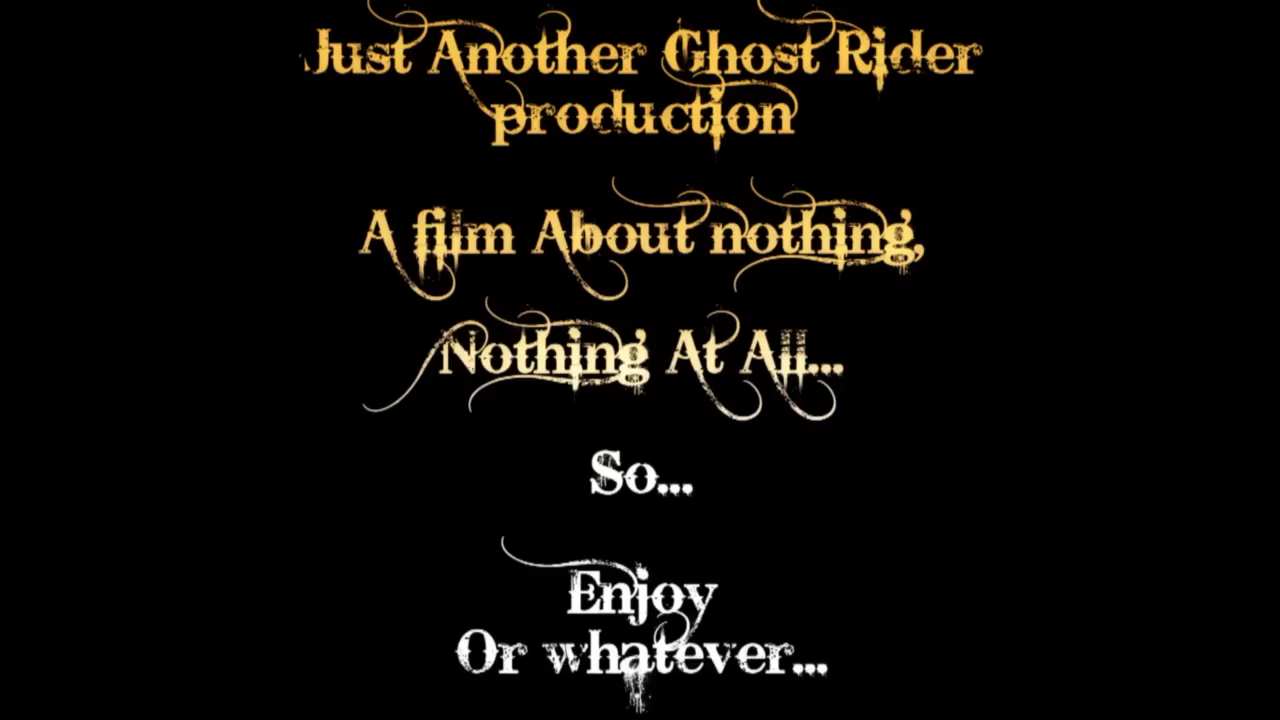 Just Another Ghost Rider
production
A film About nothing,
Nothing At All...
So...
Enjoy
Or whatever...